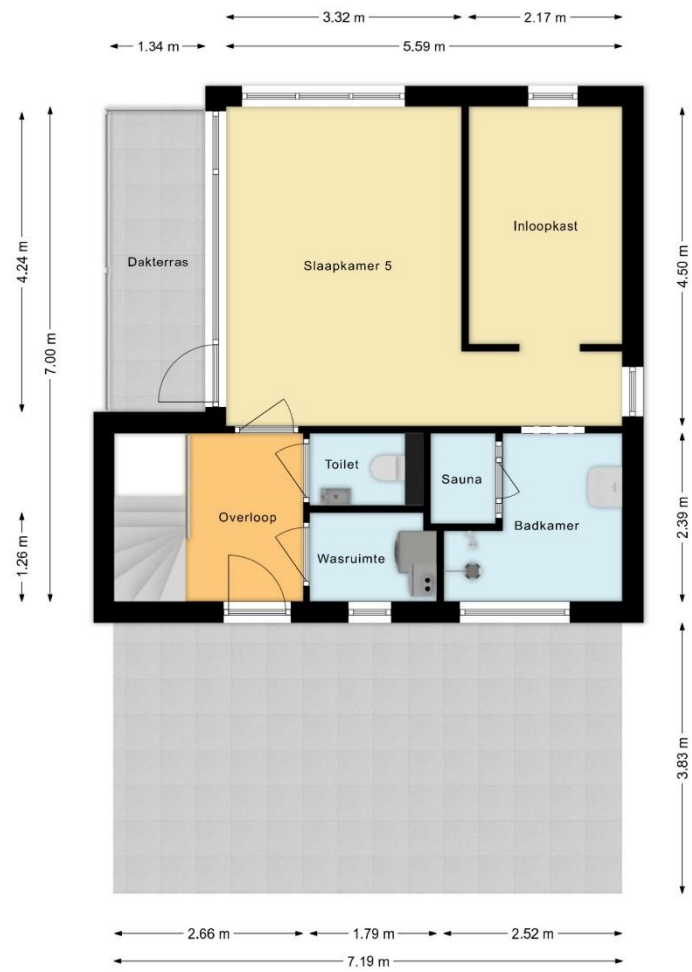 3.32 m
2.17 m
1.34 m
5.59 m
4.24 m
7.00 m
Dakterras
Slaapkamer 5
Inloopkast
4.50 m
1.26 m
Overloop
Toilet
Wasruimte
Sauna
Badkamer
2.39 m
3.83 m
2.66 m
1.79 m
2.52 m
7.19 m